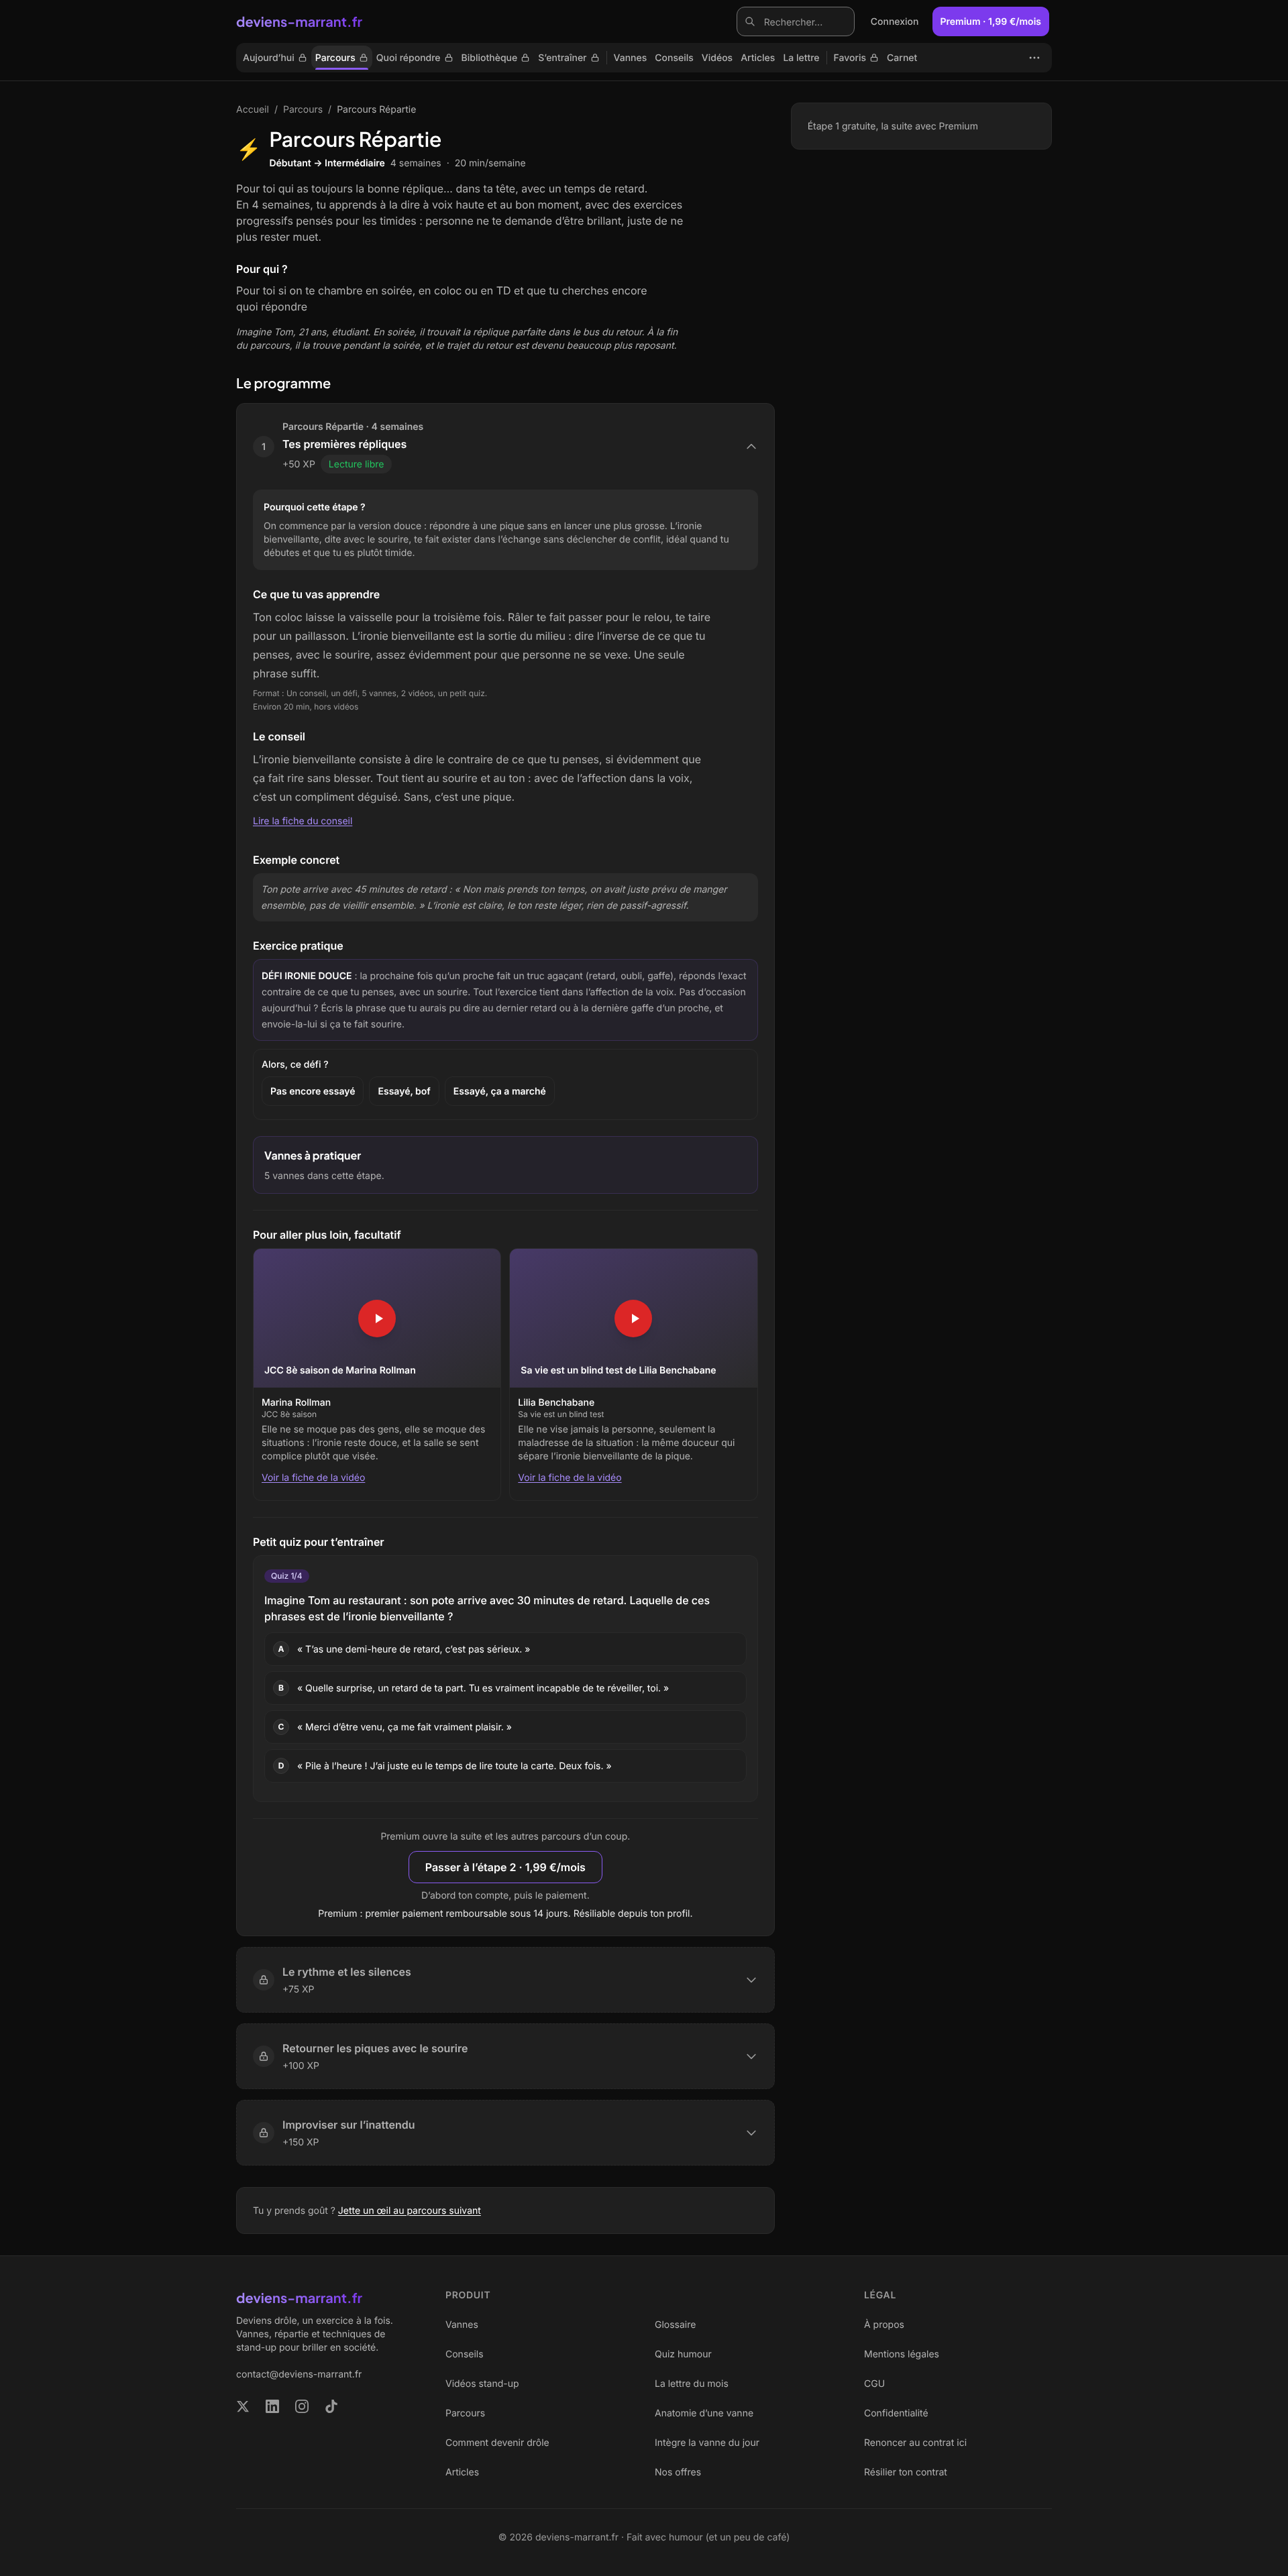 deviens-marrant.fr
Rechercher...
Connexion
Premium · 1,99 €/mois
Aujourd’hui
Parcours
Quoi répondre
Bibliothèque
S’entraîner
Vannes
Conseils
Vidéos
Articles
La lettre
Favoris
Carnet
Accueil / Parcours / Parcours Répartie
Étape 1 gratuite, la suite avec Premium
⚡ Parcours Répartie
Débutant → Intermédiaire 4 semaines · 20 min/semaine
Pour toi qui as toujours la bonne réplique... dans ta tête, avec un temps de retard.
En 4 semaines, tu apprends à la dire à voix haute et au bon moment, avec des exercices
progressifs pensés pour les timides : personne ne te demande d’être brillant, juste de ne
plus rester muet.
Pour qui ?
Pour toi si on te chambre en soirée, en coloc ou en TD et que tu cherches encore
quoi répondre
Imagine Tom, 21 ans, étudiant. En soirée, il trouvait la réplique parfaite dans le bus du retour. À la fin
du parcours, il la trouve pendant la soirée, et le trajet du retour est devenu beaucoup plus reposant.
Le programme
Parcours Répartie · 4 semaines
1
Tes premières répliques
+50 XP Lecture libre
Pourquoi cette étape ?
On commence par la version douce : répondre à une pique sans en lancer une plus grosse. L’ironie
bienveillante, dite avec le sourire, te fait exister dans l’échange sans déclencher de conflit, idéal quand tu
débutes et que tu es plutôt timide.
Ce que tu vas apprendre
Ton coloc laisse la vaisselle pour la troisième fois. Râler te fait passer pour le relou, te taire
pour un paillasson. L’ironie bienveillante est la sortie du milieu : dire l’inverse de ce que tu
penses, avec le sourire, assez évidemment pour que personne ne se vexe. Une seule
phrase suffit.
Format : Un conseil, un défi, 5 vannes, 2 vidéos, un petit quiz.
Environ 20 min, hors vidéos
Le conseil
L’ironie bienveillante consiste à dire le contraire de ce que tu penses, si évidemment que
ça fait rire sans blesser. Tout tient au sourire et au ton : avec de l’affection dans la voix,
c’est un compliment déguisé. Sans, c’est une pique.
Lire la fiche du conseil
Exemple concret
Ton pote arrive avec 45 minutes de retard : « Non mais prends ton temps, on avait juste prévu de manger
ensemble, pas de vieillir ensemble. » L’ironie est claire, le ton reste léger, rien de passif-agressif.
Exercice pratique
DÉFI IRONIE DOUCE : la prochaine fois qu’un proche fait un truc agaçant (retard, oubli, gaffe), réponds l’exact
contraire de ce que tu penses, avec un sourire. Tout l’exercice tient dans l’affection de la voix. Pas d’occasion
aujourd’hui ? Écris la phrase que tu aurais pu dire au dernier retard ou à la dernière gaffe d’un proche, et
envoie-la-lui si ça te fait sourire.
Alors, ce défi ?
Pas encore essayé
Essayé, bof
Essayé, ça a marché
Vannes à pratiquer
5 vannes dans cette étape.
Pour aller plus loin, facultatif
JCC 8è saison de Marina Rollman
Marina Rollman
JCC 8è saison
Elle ne se moque pas des gens, elle se moque des
situations : l’ironie reste douce, et la salle se sent
complice plutôt que visée.
Voir la fiche de la vidéo
Sa vie est un blind test de Lilia Benchabane
Lilia Benchabane
Sa vie est un blind test
Elle ne vise jamais la personne, seulement la
maladresse de la situation : la même douceur qui
sépare l’ironie bienveillante de la pique.
Voir la fiche de la vidéo
Petit quiz pour t’entraîner
Quiz 1/4
Imagine Tom au restaurant : son pote arrive avec 30 minutes de retard. Laquelle de ces
phrases est de l’ironie bienveillante ?
A « T’as une demi-heure de retard, c’est pas sérieux. »
B « Quelle surprise, un retard de ta part. Tu es vraiment incapable de te réveiller, toi. »
C « Merci d’être venu, ça me fait vraiment plaisir. »
D « Pile à l’heure ! J’ai juste eu le temps de lire toute la carte. Deux fois. »
Premium ouvre la suite et les autres parcours d’un coup.
Passer à l’étape 2 · 1,99 €/mois
D’abord ton compte, puis le paiement.
Premium : premier paiement remboursable sous 14 jours. Résiliable depuis ton profil.
Le rythme et les silences
+75 XP
Retourner les piques avec le sourire
+100 XP
Improviser sur l’inattendu
+150 XP
Tu y prends goût ? Jette un œil au parcours suivant
deviens-marrant.fr
Deviens drôle, un exercice à la fois.
Vannes, répartie et techniques de
stand-up pour briller en société.
contact@deviens-marrant.fr
PRODUIT
Vannes
Conseils
Vidéos stand-up
Parcours
Comment devenir drôle
Articles
Glossaire
Quiz humour
La lettre du mois
Anatomie d’une vanne
Intègre la vanne du jour
Nos offres
LÉGAL
À propos
Mentions légales
CGU
Confidentialité
Renoncer au contrat ici
Résilier ton contrat
© 2026 deviens-marrant.fr · Fait avec humour (et un peu de café)